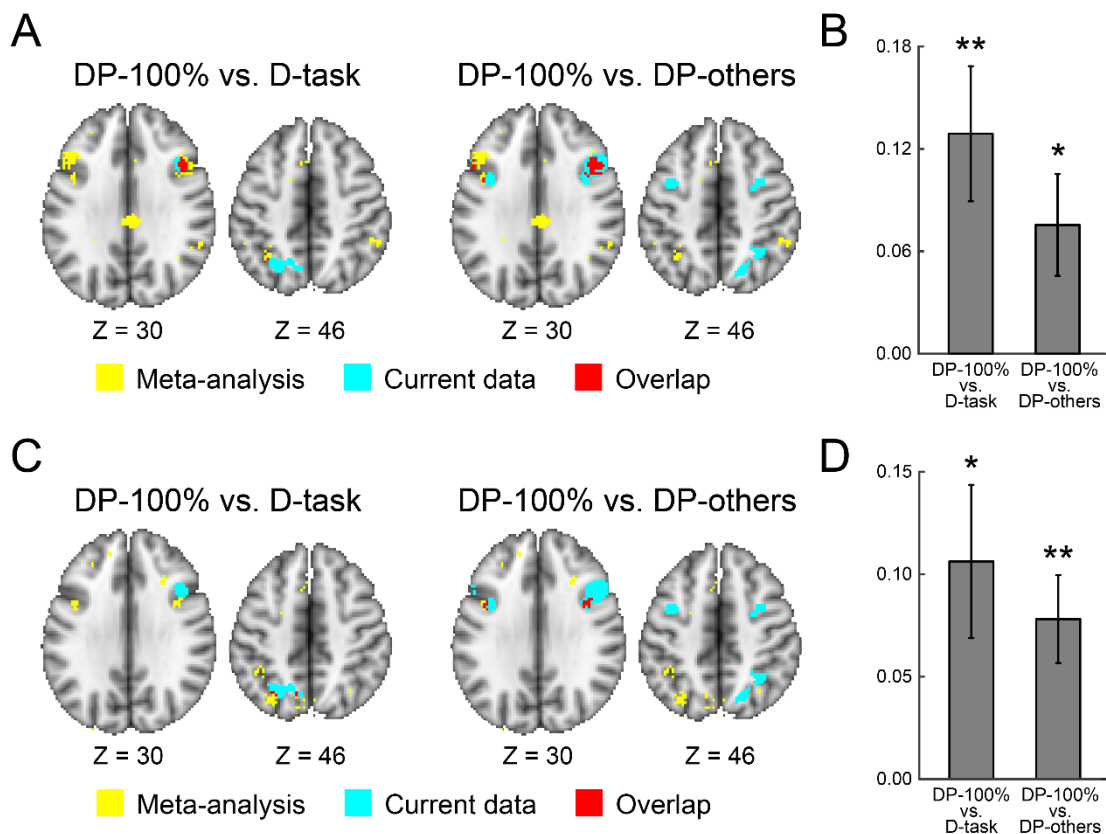 A
DP-100% vs. D-task
DP-100% vs. DP-others
Z = 30
Z = 46
Z = 30
Z = 46
Meta-analysis
Current data
Overlap
B
0.18
0.12
0.06
0.00
**
*
DP-100%
vs.
D-task
DP-100%
vs.
DP-others
C
DP-100% vs. D-task
DP-100% vs. DP-others
Z = 30
Z = 46
Z = 30
Z = 46
Meta-analysis
Current data
Overlap
D
0.15
0.10
0.05
0.00
*
**
DP-100%
vs.
D-task
DP-100%
vs.
DP-others